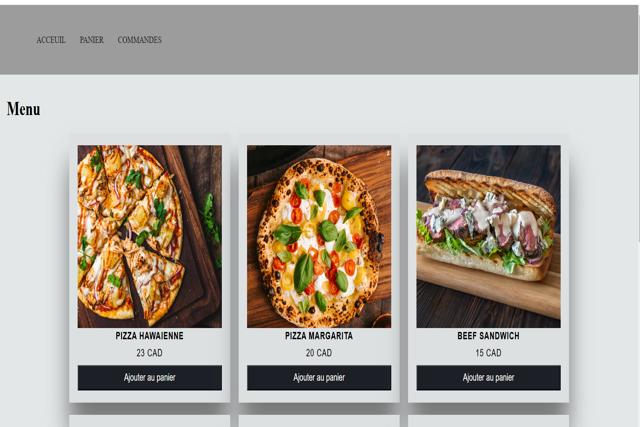 ACCEUIL PANIER COMMANDES
Menu
PIZZA HAWAIENNE PIZZA MARGARITA BEEF SANDWICH
23 CAD 20 CAD 15 CAD
Ajouter au panier Ajouter au panier Ajouter au panier